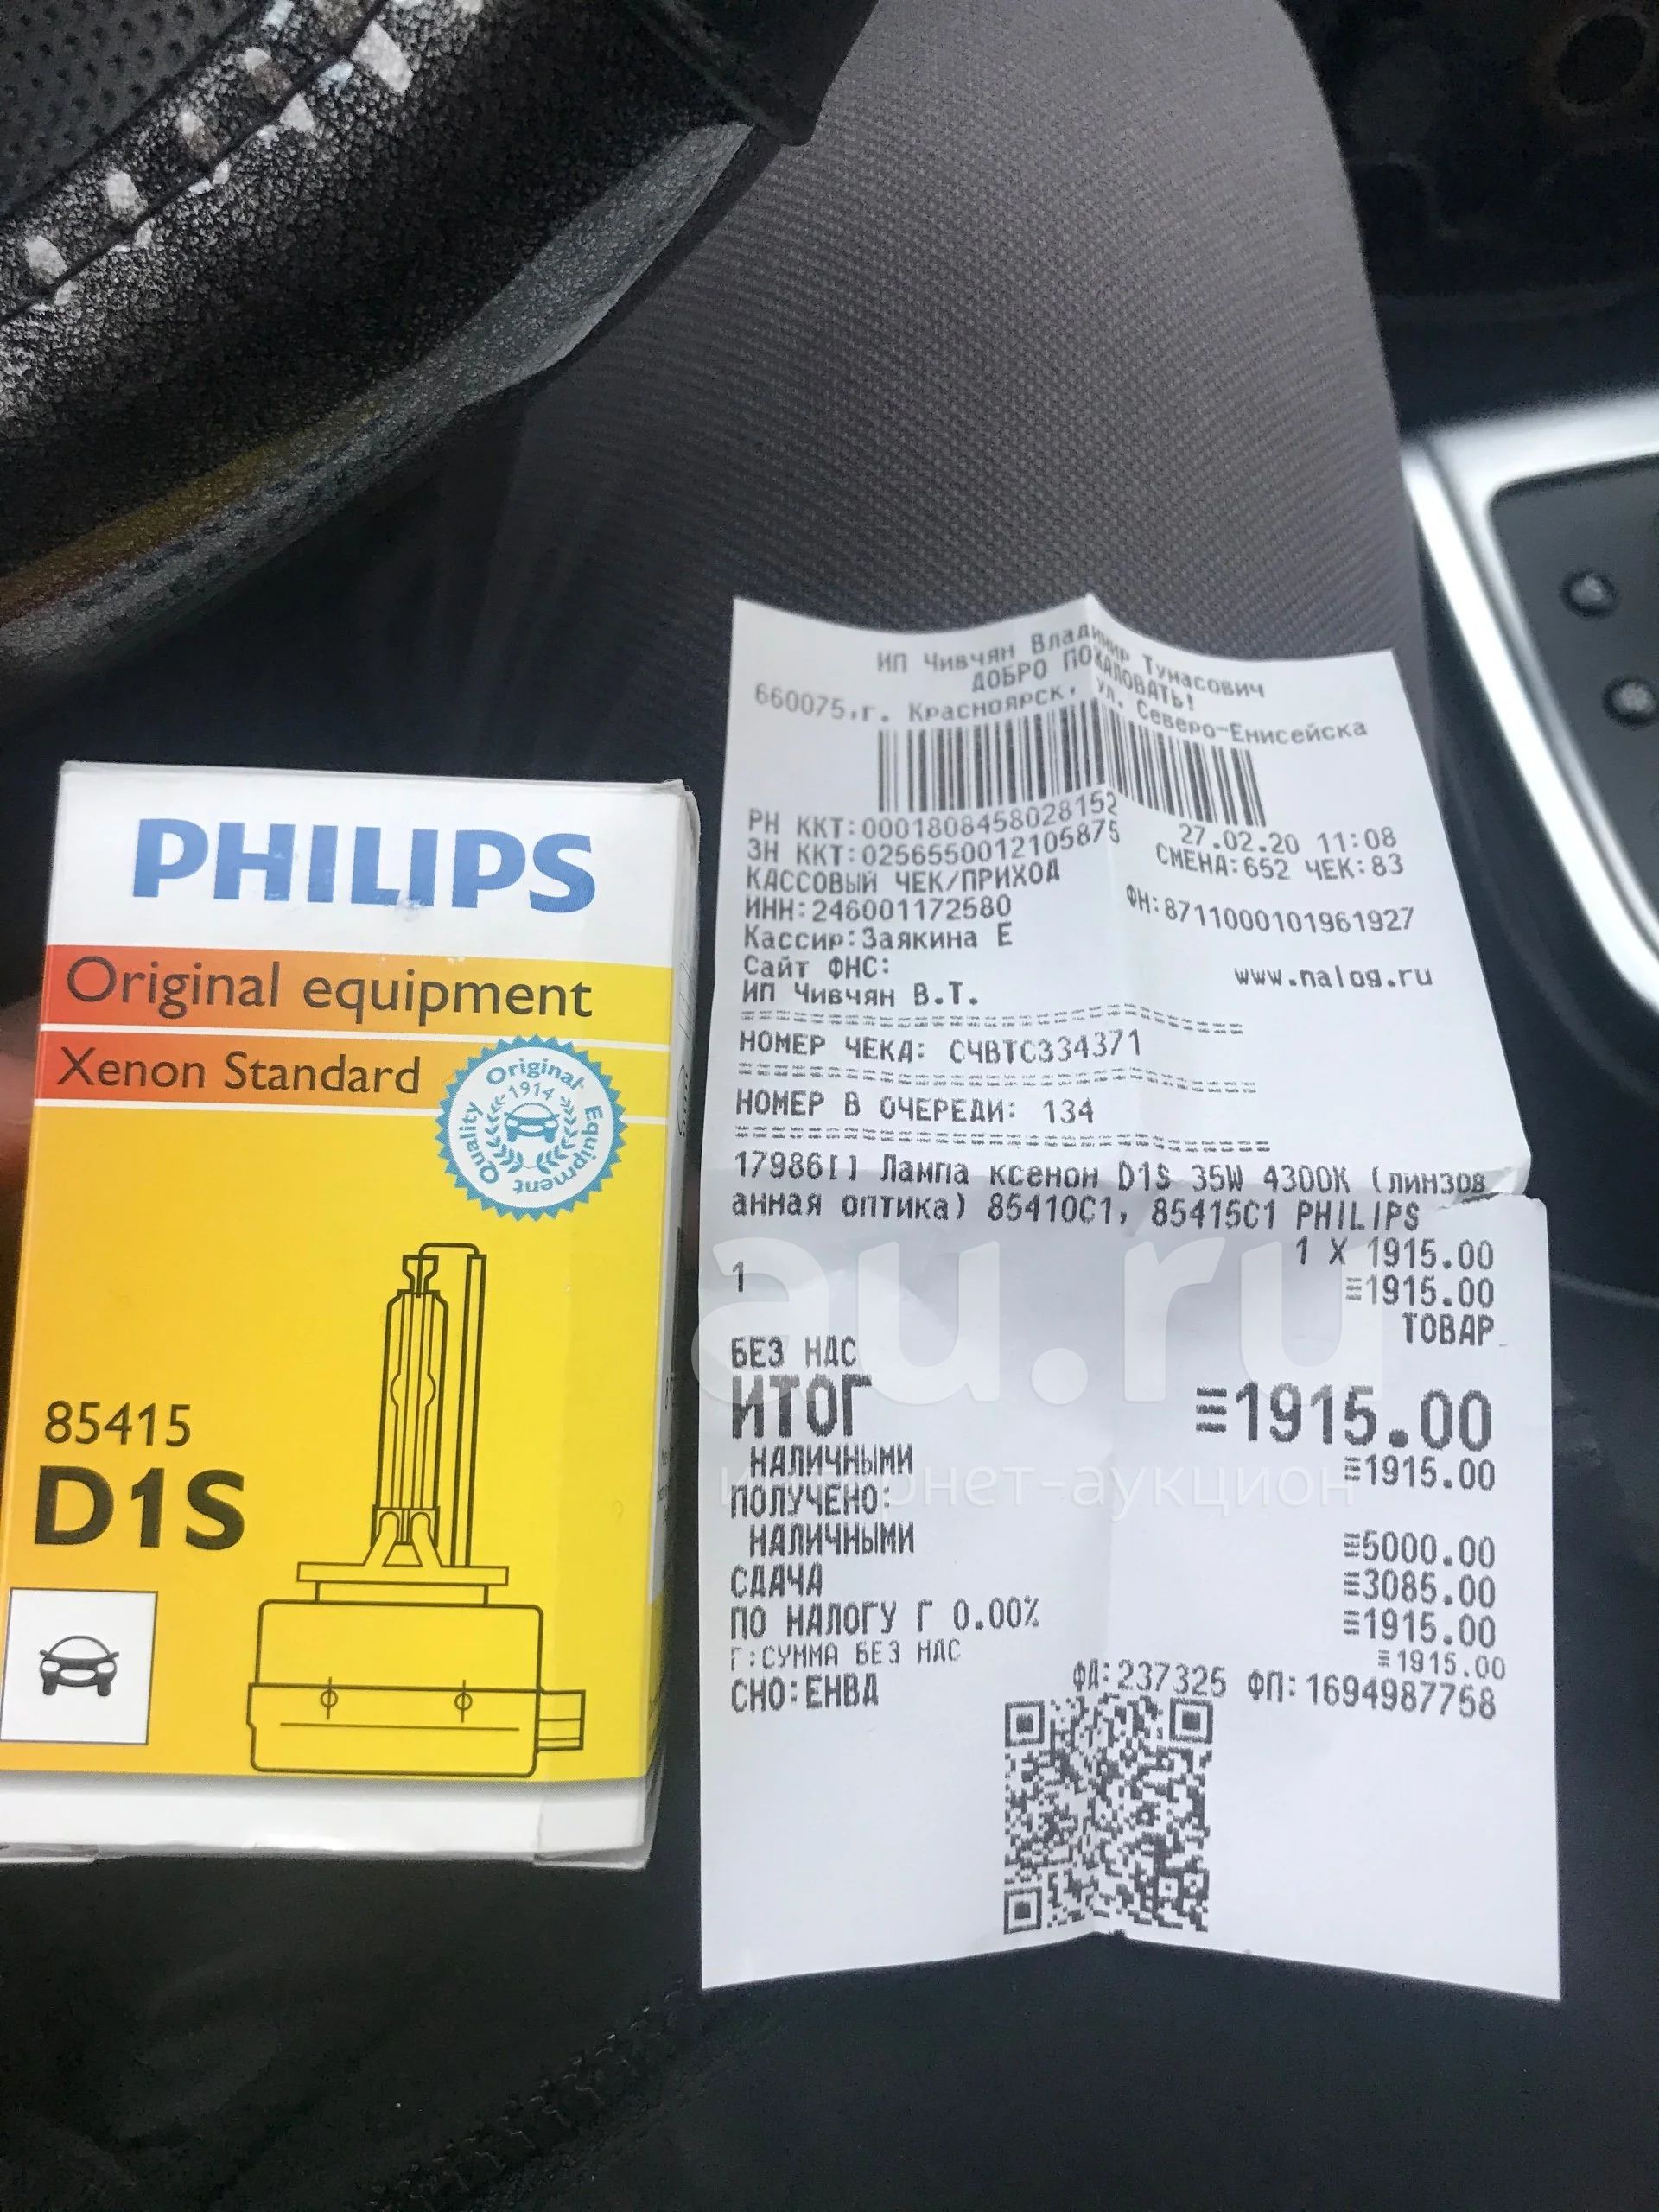 PHILIPS
Original equipment
Xenon Standard
Original Equipment Quality
1914
85415
D1S
ИП Чивчян Владимир Тумасович
ДОБРО ПОЖАЛОВАТЬ!
660075,г. Красноярск, ул. Северо-Енисейска
РН ККТ:0001808458028152 27.02.20 11:08
ЗН ККТ:0256550012105875 СМЕНА:652 ЧЕК:83
КАССОВЫЙ ЧЕК/ПРИХОД
ИНН:246001172580 ФН:8711000101961927
Кассир:Заякина Е
Сайт ФНС: www.nalog.ru
ИП Чивчян В.Т.
НОМЕР ЧЕКА: СЧВТС334371
НОМЕР В ОЧЕРЕДИ: 134
17986[] Лампа ксенон D1S 35W 4300K (линзов
анная оптика) 85410C1, 85415C1 PHILIPS
1 X 1915.00
1 ≡1915.00
ТОВАР
БЕЗ НДС
ИТОГ ≡1915.00
НАЛИЧНЫМИ ≡1915.00
ПОЛУЧЕНО:
НАЛИЧНЫМИ ≡5000.00
СДАЧА ≡3085.00
ПО НАЛОГУ Г 0.00% ≡1915.00
Г:СУММА БЕЗ НДС ≡1915.00
СНО:ЕНВД ФД:237325 ФП:1694987758
au.ru
интернет-аукцион